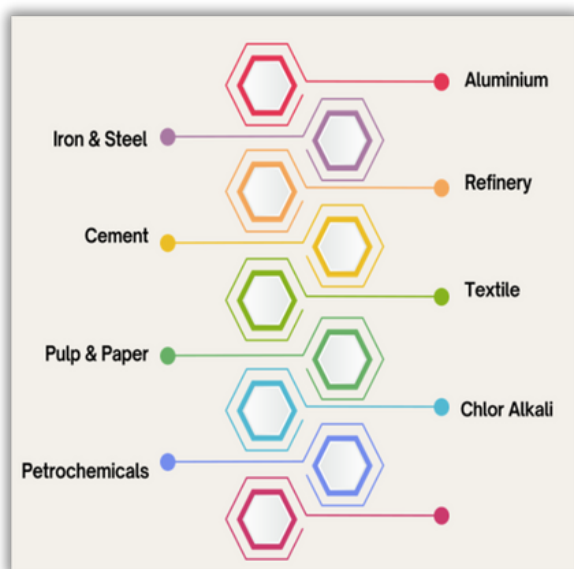 Aluminium
Iron & Steel
Refinery
Cement
Textile
Pulp & Paper
Chlor Alkali
Petrochemicals